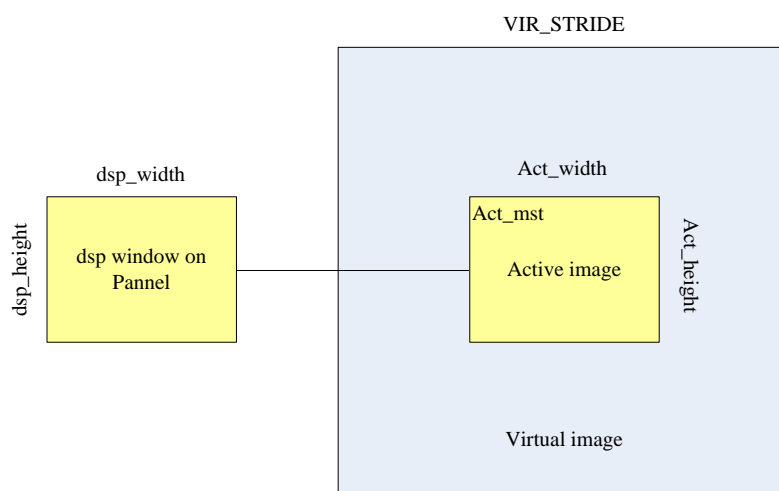 VIR_STRIDE
dsp_width
Act_width
dsp_height
dsp window on
Pannel
Act_mst
Active image
Act_height
Virtual image